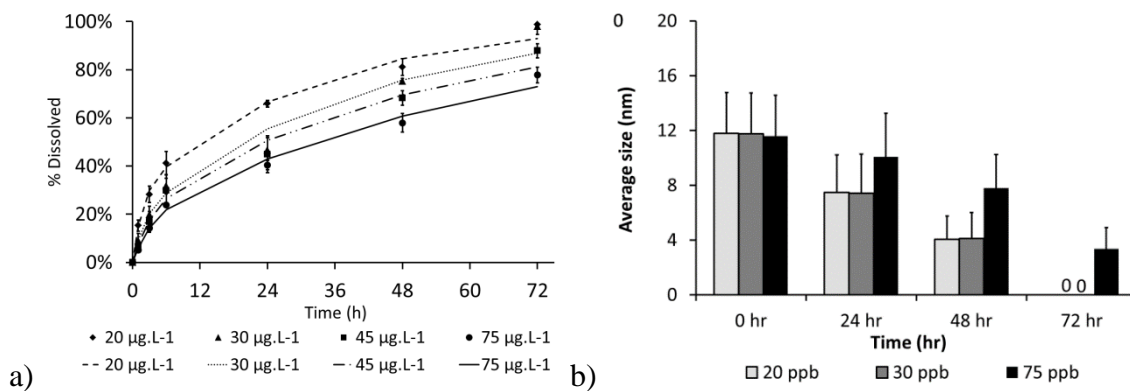 100%
80%
60%
40%
20%
0%
% Dissolved
0 12 24 36 48 60 72
Time (h)
20 µg.L-1 30 µg.L-1 45 µg.L-1 75 µg.L-1
20 µg.L-1 30 µg.L-1 45 µg.L-1 75 µg.L-1
a)
0
20
16
12
8
4
0
Average size (nm)
0 0
0 hr 24 hr 48 hr 72 hr
Time (hr)
20 ppb 30 ppb 75 ppb
b)